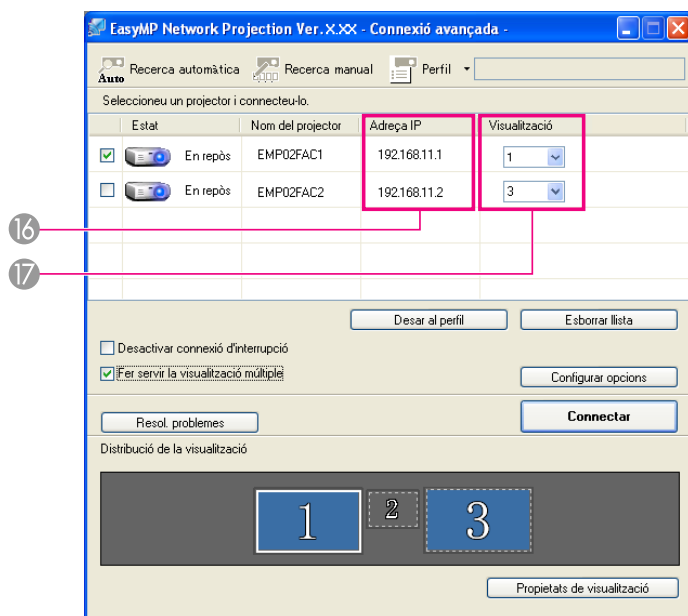 EasyMP Network Projection Ver.X.XX - Connexió avançada -
Auto Recerca automàtica Recerca manual Perfil
Seleccioneu un projector i connecteu-lo.
Estat Nom del projector Adreça IP Visualització
En repòs EMP02FAC1 192.168.11.1 1
En repòs EMP02FAC2 192.168.11.2 3
16
17
Desar al perfil Esborrar llista
Desactivar connexió d'interrupció
Fer servir la visualització múltiple
Configurar opcions
Resol. problemes Connectar
Distribució de la visualització
1 2 3
Propietats de visualització